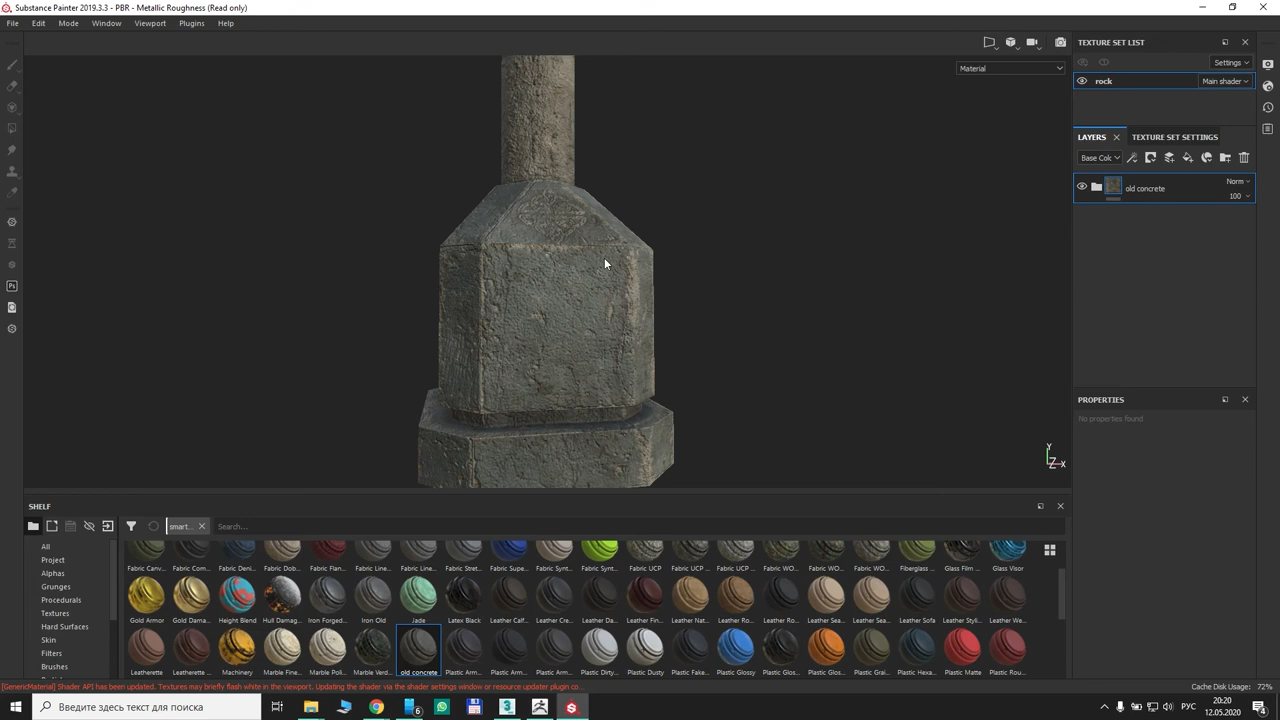 Substance Painter 2019.3.3 - PBR - Metallic Roughness (Read only)
File Edit Mode Window Viewport Plugins Help
Material
TEXTURE SET LIST
Settings
rock Main shader
LAYERS TEXTURE SET SETTINGS
Base Col
Norm
old concrete
100
PROPERTIES
No properties found
Y
Z X
SHELF
smart... Search...
All
Project
Alphas
Grunges
Procedurals
Textures
Hard Surfaces
Skin
Filters
Brushes
Fabric Canv... Fabric Com... Fabric Deni... Fabric Dob... Fabric Flan... Fabric Line... Fabric Line... Fabric Stret... Fabric Supe... Fabric Synt... Fabric Synt... Fabric UCP Fabric UCP ... Fabric WO... Fabric WO... Fabric WO... Fabric WO... Fiberglass ... Glass Film ... Glass Visor
Gold Armor Gold Dama... Height Blend Hull Damag... Iron Forged... Iron Old Jade Latex Black Leather Calf... Leather Cre... Leather Da... Leather Fin... Leather Nat... Leather Ro... Leather Ro... Leather Sea... Leather Sea... Leather Sofa Leather Styli... Leather We...
Leatherette Leatherette ... Machinery Marble Fine... Marble Poli... Marble Verd... old concrete Plastic Arm... Plastic Arm... Plastic Arm... Plastic Dirty... Plastic Dusty Plastic Fake... Plastic Glossy Plastic Glos... Plastic Gloss... Plastic Grai... Plastic Hexa... Plastic Matte Plastic Rou...
[GenericMaterial] Shader API has been updated. Textures may briefly flash white in the viewport. Updating the shader via the shader settings window or resource updater plugin co ...
Cache Disk Usage: 72%
Введите здесь текст для поиска
6
3
РУС
20:20
12.05.2020
4